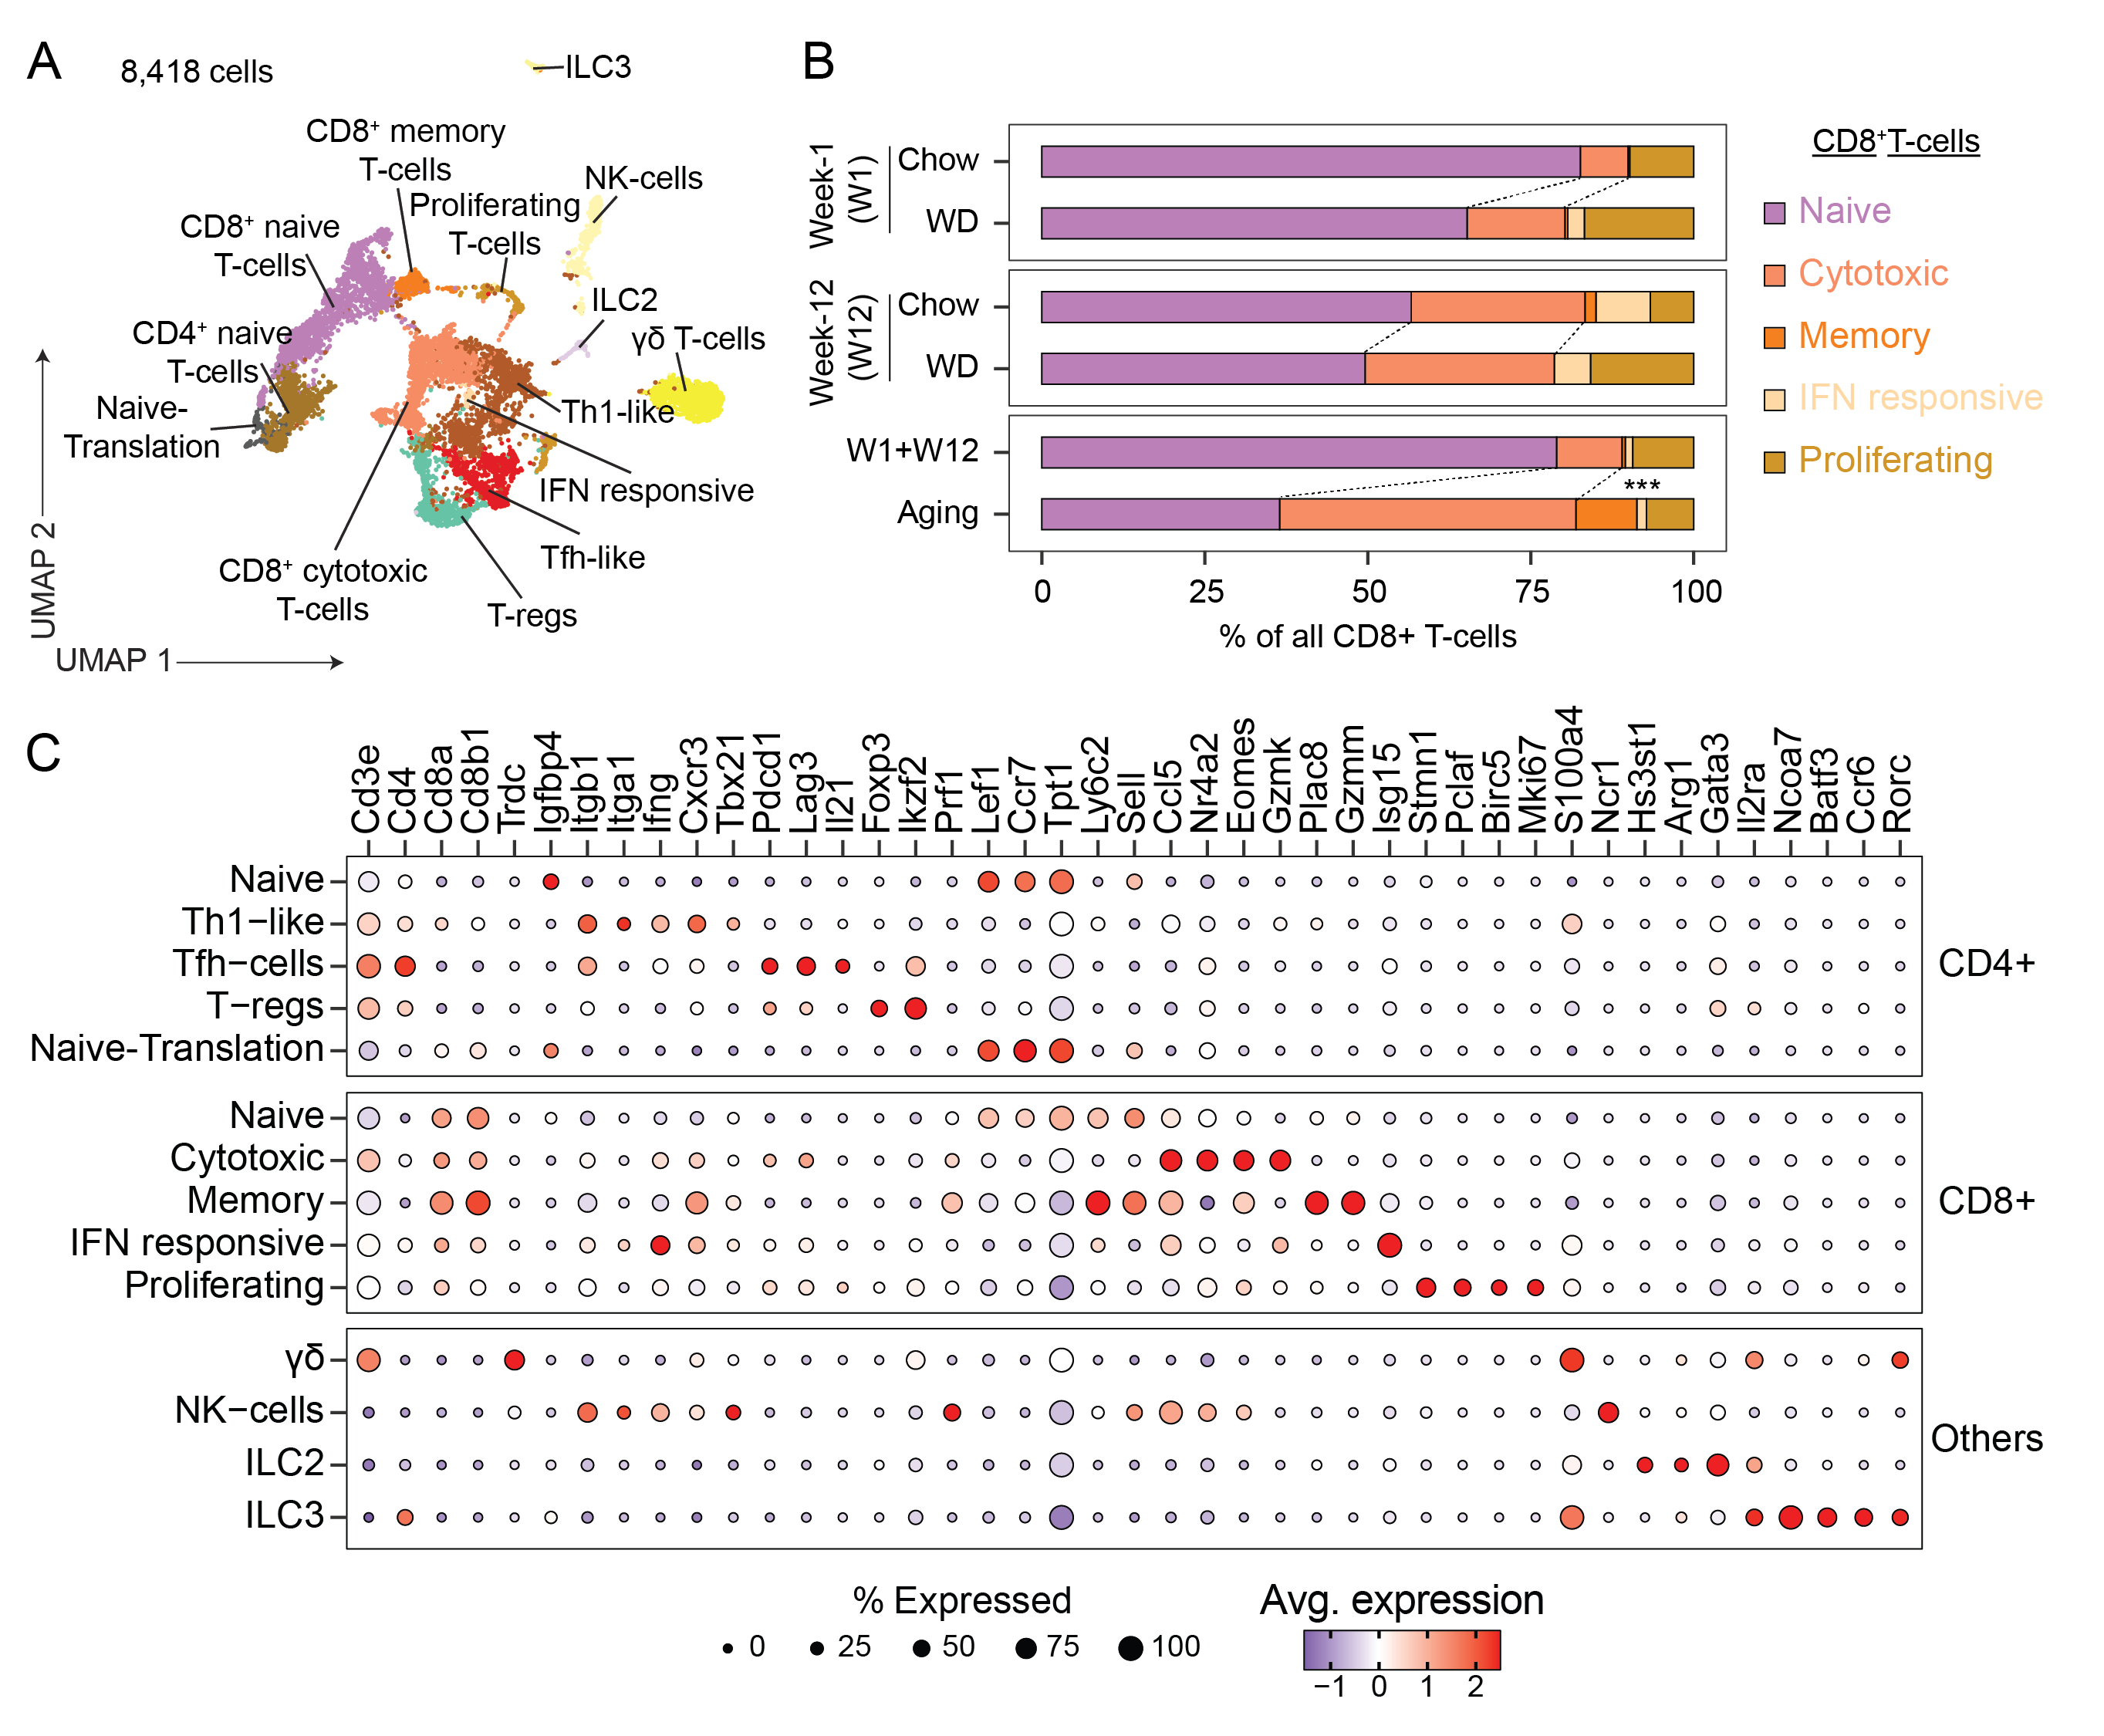 A
8,418 cells
ILC3
CD8+ memory
T-cells
NK-cells
Proliferating
T-cells
CD8+ naive
T-cells
ILC2
γδ T-cells
CD4+ naive
T-cells
Naive-
Translation
Th1-like
IFN responsive
Tfh-like
CD8+ cytotoxic
T-cells
T-regs
UMAP 2
UMAP 1
B
Week-1
(W1)
Chow
WD
Week-12
(W12)
Chow
WD
W1+W12
***
Aging
0 25 50 75 100
% of all CD8+ T-cells
CD8+T-cells
Naive
Cytotoxic
Memory
IFN responsive
Proliferating
C
Cd3e Cd4 Cd8a Cd8b1 Trdc Igfbp4 Itgb1 Itga1 Ifng Cxcr3 Tbx21 Pdcd1 Lag3 Il21 Foxp3 Ikzf2 Prf1 Lef1 Ccr7 Tpt1 Ly6c2 Sell Ccl5 Nr4a2 Eomes Gzmk Plac8 Gzmm Isg15 Stmn1 Pclaf Birc5 Mki67 S100a4 Ncr1 Hs3st1 Arg1 Gata3 Il2ra Ncoa7 Batf3 Ccr6 Rorc
Naive
Th1−like
Tfh−cells
T−regs
Naive-Translation
CD4+
Naive
Cytotoxic
Memory
IFN responsive
Proliferating
CD8+
γδ
NK−cells
ILC2
ILC3
Others
% Expressed
0 25 50 75 100
Avg. expression
−1 0 1 2